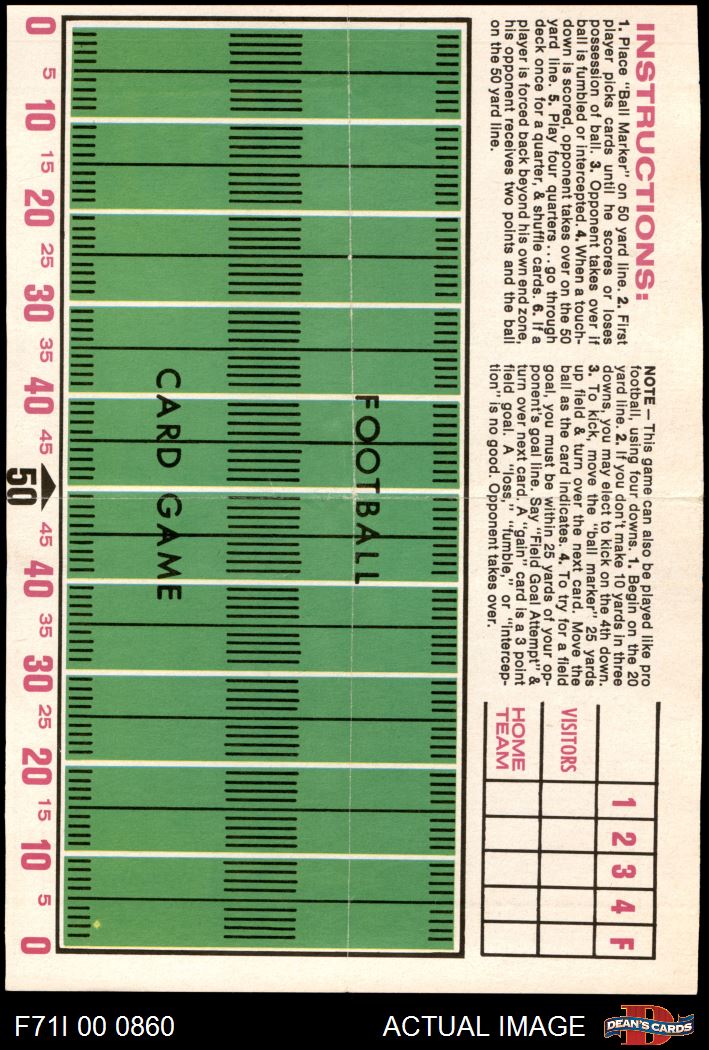 INSTRUCTIONS:
1. Place "Ball Marker" on 50 yard line. 2. First
player picks cards until he scores or loses
possession of ball. 3. Opponent takes over if
ball is fumbled or intercepted. 4. When a touch-
down is scored, opponent takes over on the 50
yard line. 5. Play four quarters ... go through
deck once for a quarter, & shuffle cards. 6. If a
player is forced back beyond his own end zone,
his opponent receives two points and the ball
on the 50 yard line.
NOTE — This game can also be played like pro
football, using four downs. 1. Begin on the 20
yard line. 2. If you don't make 10 yards in three
downs, you may elect to kick on the 4th down.
3. To kick, move the "ball marker" 25 yards
up field & turn over the next card. Move the
ball as the card indicates. 4. To try for a field
goal, you must be within 25 yards of your op-
ponent's goal line. Say "Field Goal Attempt" &
turn over next card. A "gain" card is a 3 point
field goal. A "loss," "fumble," or "intercep-
tion" is no good. Opponent takes over.
1 2 3 4 F
VISITORS
HOME
TEAM
FOOTBALL
CARD GAME
0 5 10 15 20 25 30 35 40 45 50 45 40 35 30 25 20 15 10 5 0
F71I 00 0860
ACTUAL IMAGE
D
DEAN'S CARDS